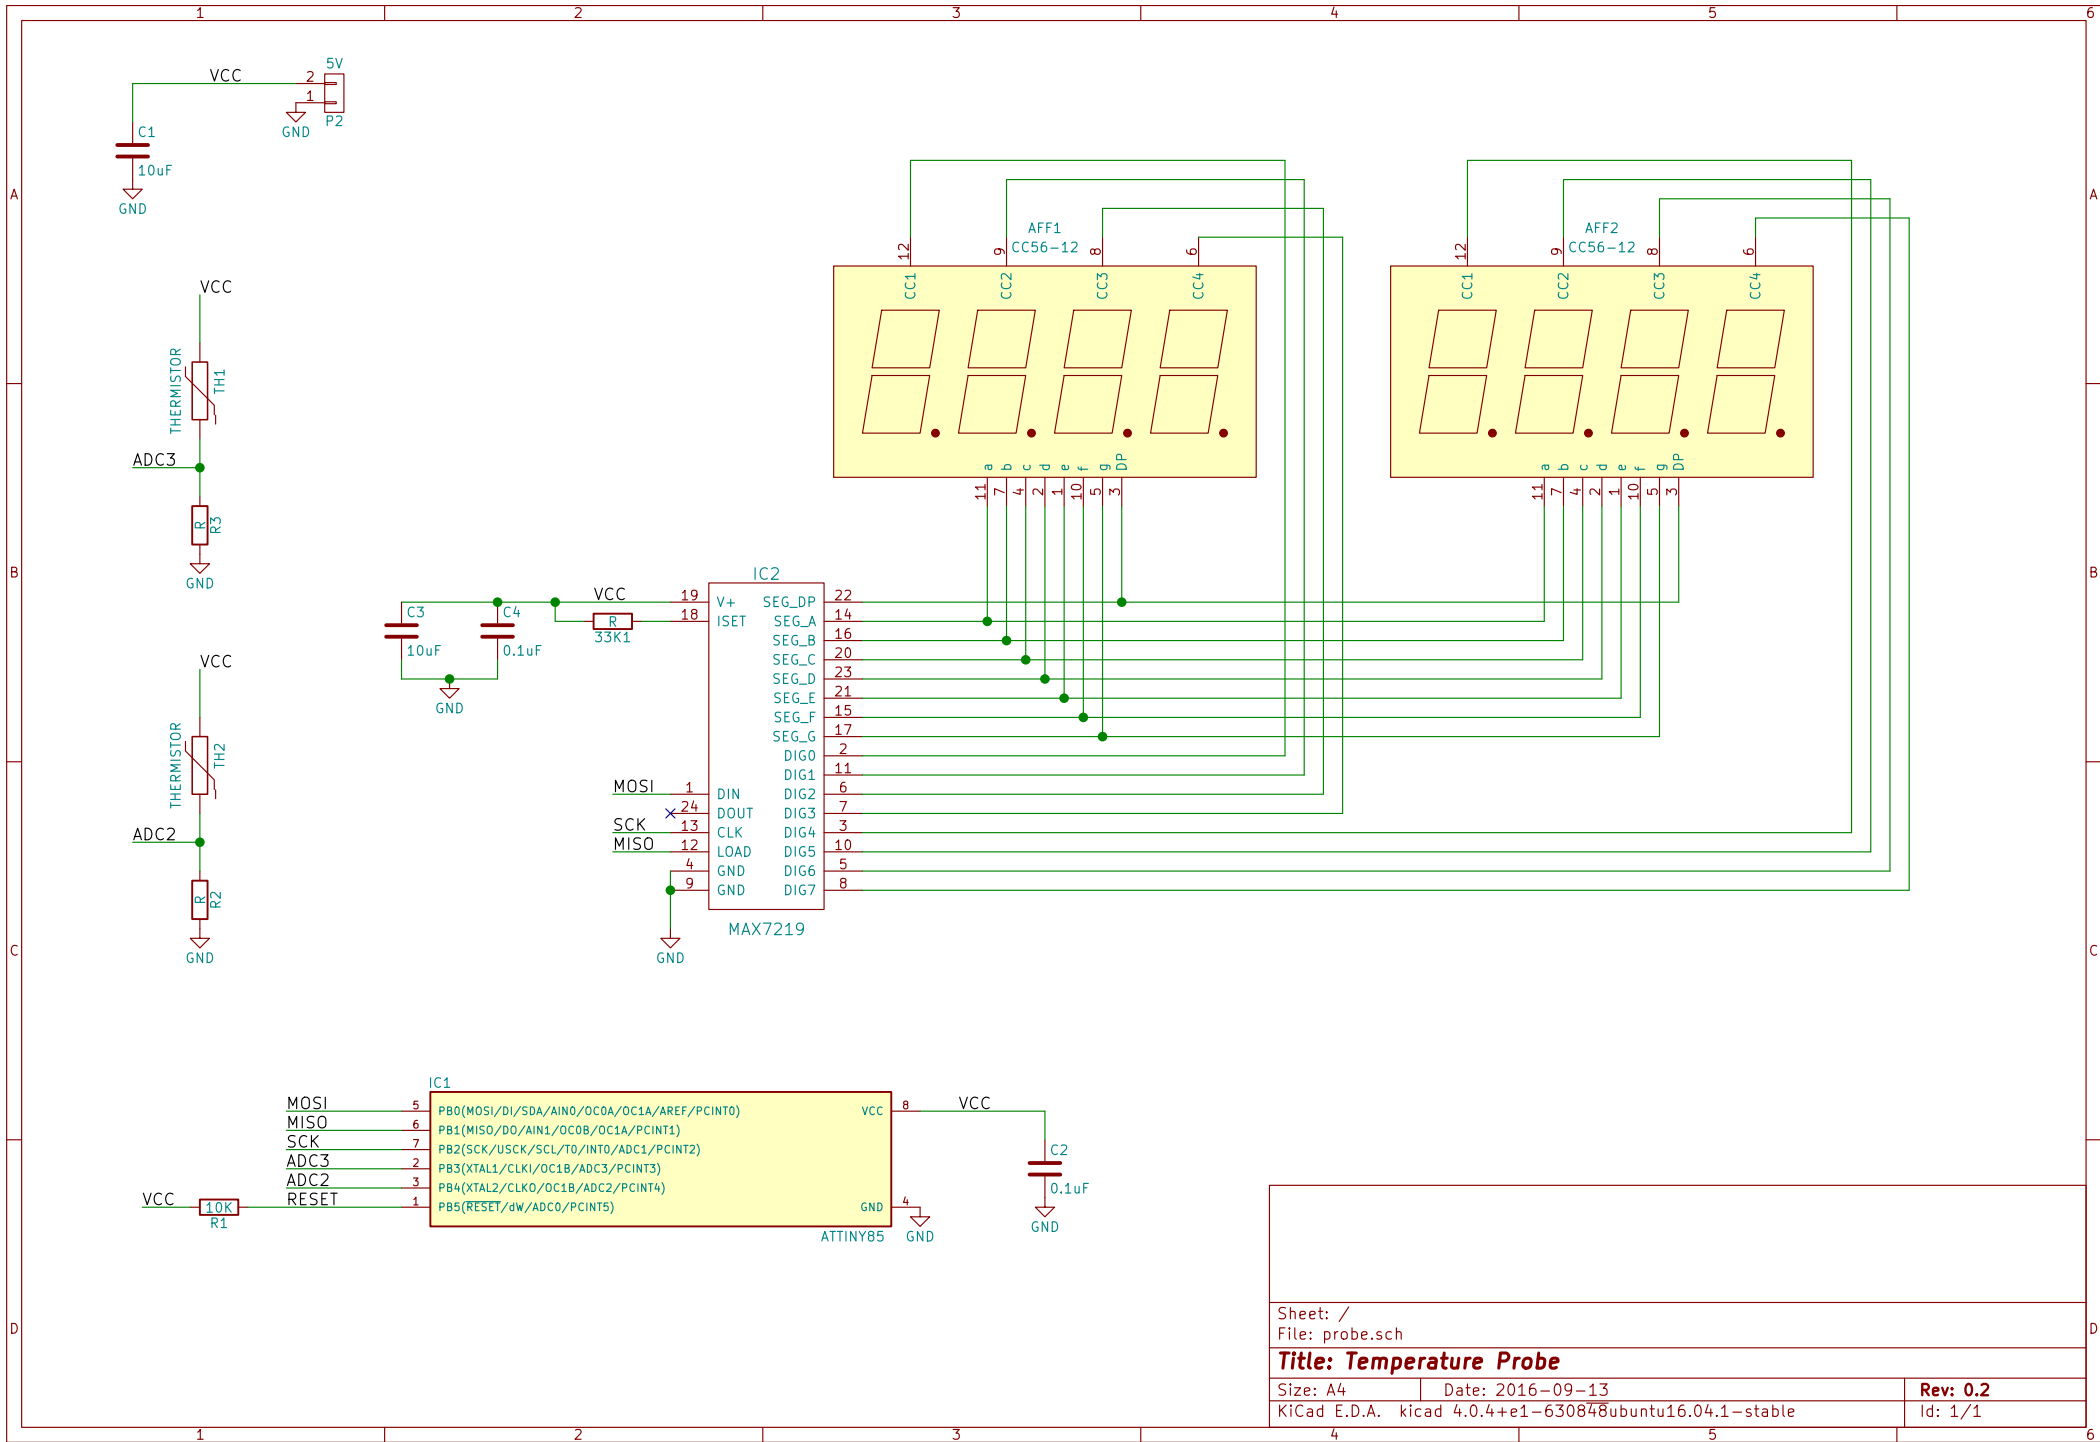 1 2 3 4 5 6
A
B
C
D
A
B
C
D
1 2 3 4 5 6
5V
VCC
2
1
P2
GND
C1
10uF
GND
VCC
THERMISTOR
TH1
ADC3
R
R3
GND
VCC
THERMISTOR
TH2
ADC2
R
R2
GND
C3
10uF
C4
0.1uF
GND
VCC
R
33K1
IC2
19 V+ SEG_DP 22
18 ISET SEG_A 14
SEG_B 16
SEG_C 20
SEG_D 23
SEG_E 21
SEG_F 15
SEG_G 17
DIG0 2
DIG1 11
MOSI 1 DIN DIG2 6
24 DOUT DIG3 7
SCK 13 CLK DIG4 3
MISO 12 LOAD DIG5 10
4 GND DIG6 5
9 GND DIG7 8
MAX7219
GND
AFF1
CC56-12
12 9 8 6
CC1 CC2 CC3 CC4
a b c d e f g DP
11 7 4 2 1 10 5 3
AFF2
CC56-12
12 9 8 6
CC1 CC2 CC3 CC4
a b c d e f g DP
11 7 4 2 1 10 5 3
IC1
MOSI 5 PB0(MOSI/DI/SDA/AIN0/OC0A/OC1A/AREF/PCINT0) VCC 8 VCC
MISO 6 PB1(MISO/DO/AIN1/OC0B/OC1A/PCINT1)
SCK 7 PB2(SCK/USCK/SCL/T0/INT0/ADC1/PCINT2)
ADC3 2 PB3(XTAL1/CLKI/OC1B/ADC3/PCINT3)
ADC2 3 PB4(XTAL2/CLKO/OC1B/ADC2/PCINT4)
VCC 10K RESET 1 PB5(RESET/dW/ADC0/PCINT5) GND 4
R1
ATTINY85
GND
C2
0.1uF
GND
Sheet: /
File: probe.sch
Title: Temperature Probe
Size: A4 Date: 2016-09-13 Rev: 0.2
KiCad E.D.A. kicad 4.0.4+e1-630848ubuntu16.04.1-stable Id: 1/1